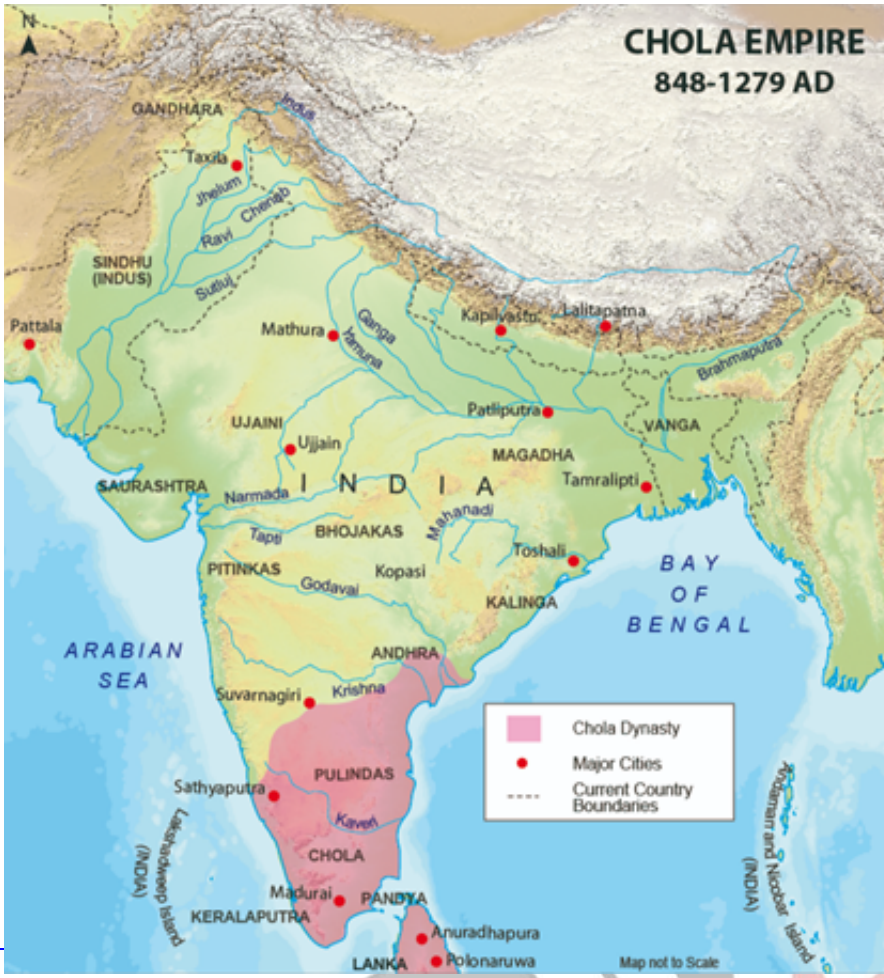 N
CHOLA EMPIRE
848-1279 AD
GANDHARA
Indus
Taxila
Jhelum
Chenab
Ravi
SINDHU
(INDUS)
Sutluj
Pattala
Mathura
Ganga
Yamuna
Kapilvastu
Lalitapatna
Brahmaputra
Patliputra
UJAINI
VANGA
Ujjain
MAGADHA
INDIA
Tamralipti
SAURASHTRA
Narmada
Mahanadi
Tapti
BHOJAKAS
Toshali
PITINKAS
Kopasi
Godavai
KALINGA
BAY
OF
BENGAL
ARABIAN
SEA
ANDHRA
Suvarnagiri
Krishna
Chola Dynasty
Major Cities
Current Country
Boundaries
PULINDAS
Sathyaputra
Kaveri
Lakshadweep Island
(INDIA)
Andaman and Nicobar Island
(INDIA)
CHOLA
Madurai
PANDYA
KERALAPUTRA
Anuradhapura
LANKA
Polonaruwa
Map not to Scale